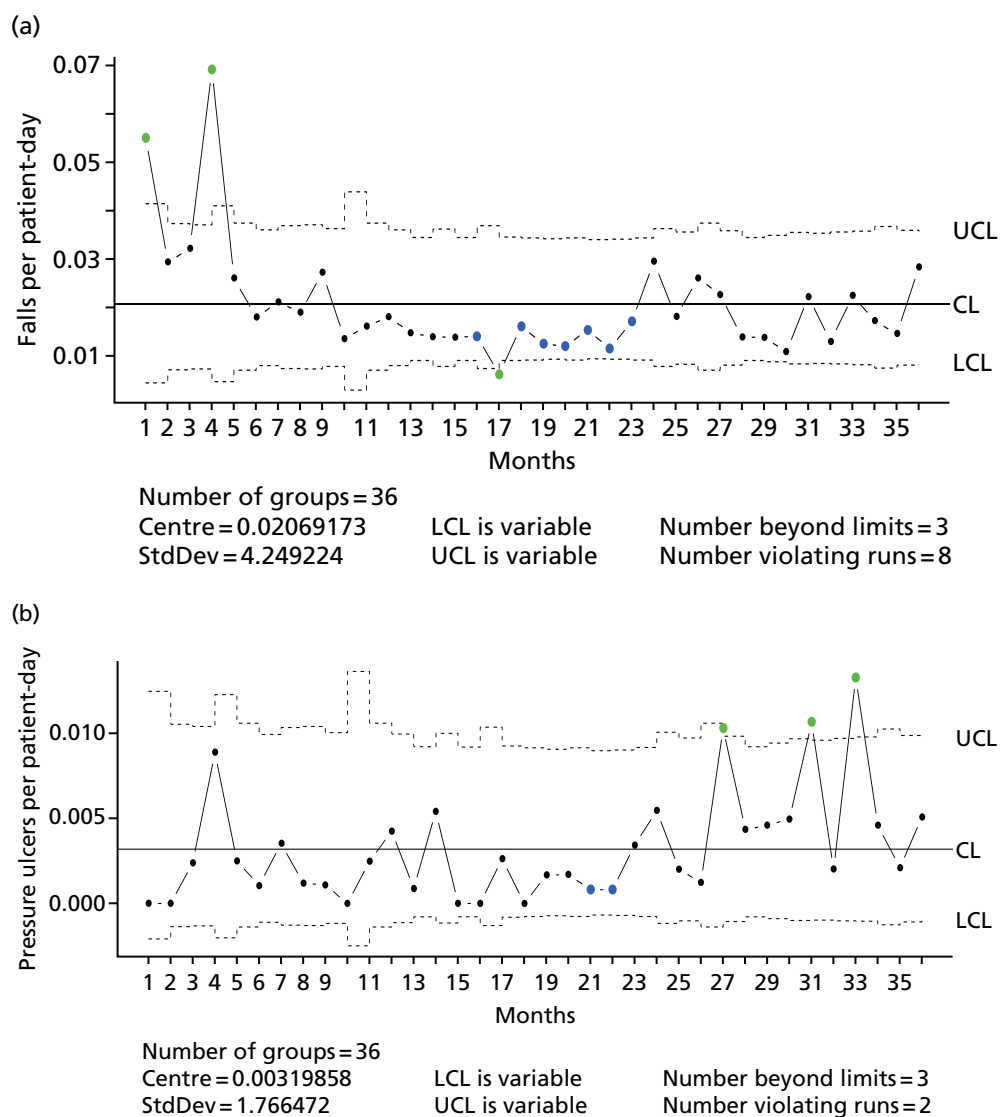 (a)
Falls per patient-day
0.07
0.05
0.03
0.01
UCL
CL
LCL
1 2 3 4 5 6 7 8 9 11 13 15 17 19 21 23 25 27 29 31 33 35
Months
Number of groups = 36
Centre = 0.02069173 LCL is variable Number beyond limits = 3
StdDev = 4.249224 UCL is variable Number violating runs = 8
(b)
Pressure ulcers per patient-day
0.010
0.005
0.000
UCL
CL
LCL
1 2 3 4 5 6 7 8 9 11 13 15 17 19 21 23 25 27 29 31 33 35
Months
Number of groups = 36
Centre = 0.00319858 LCL is variable Number beyond limits = 3
StdDev = 1.766472 UCL is variable Number violating runs = 2